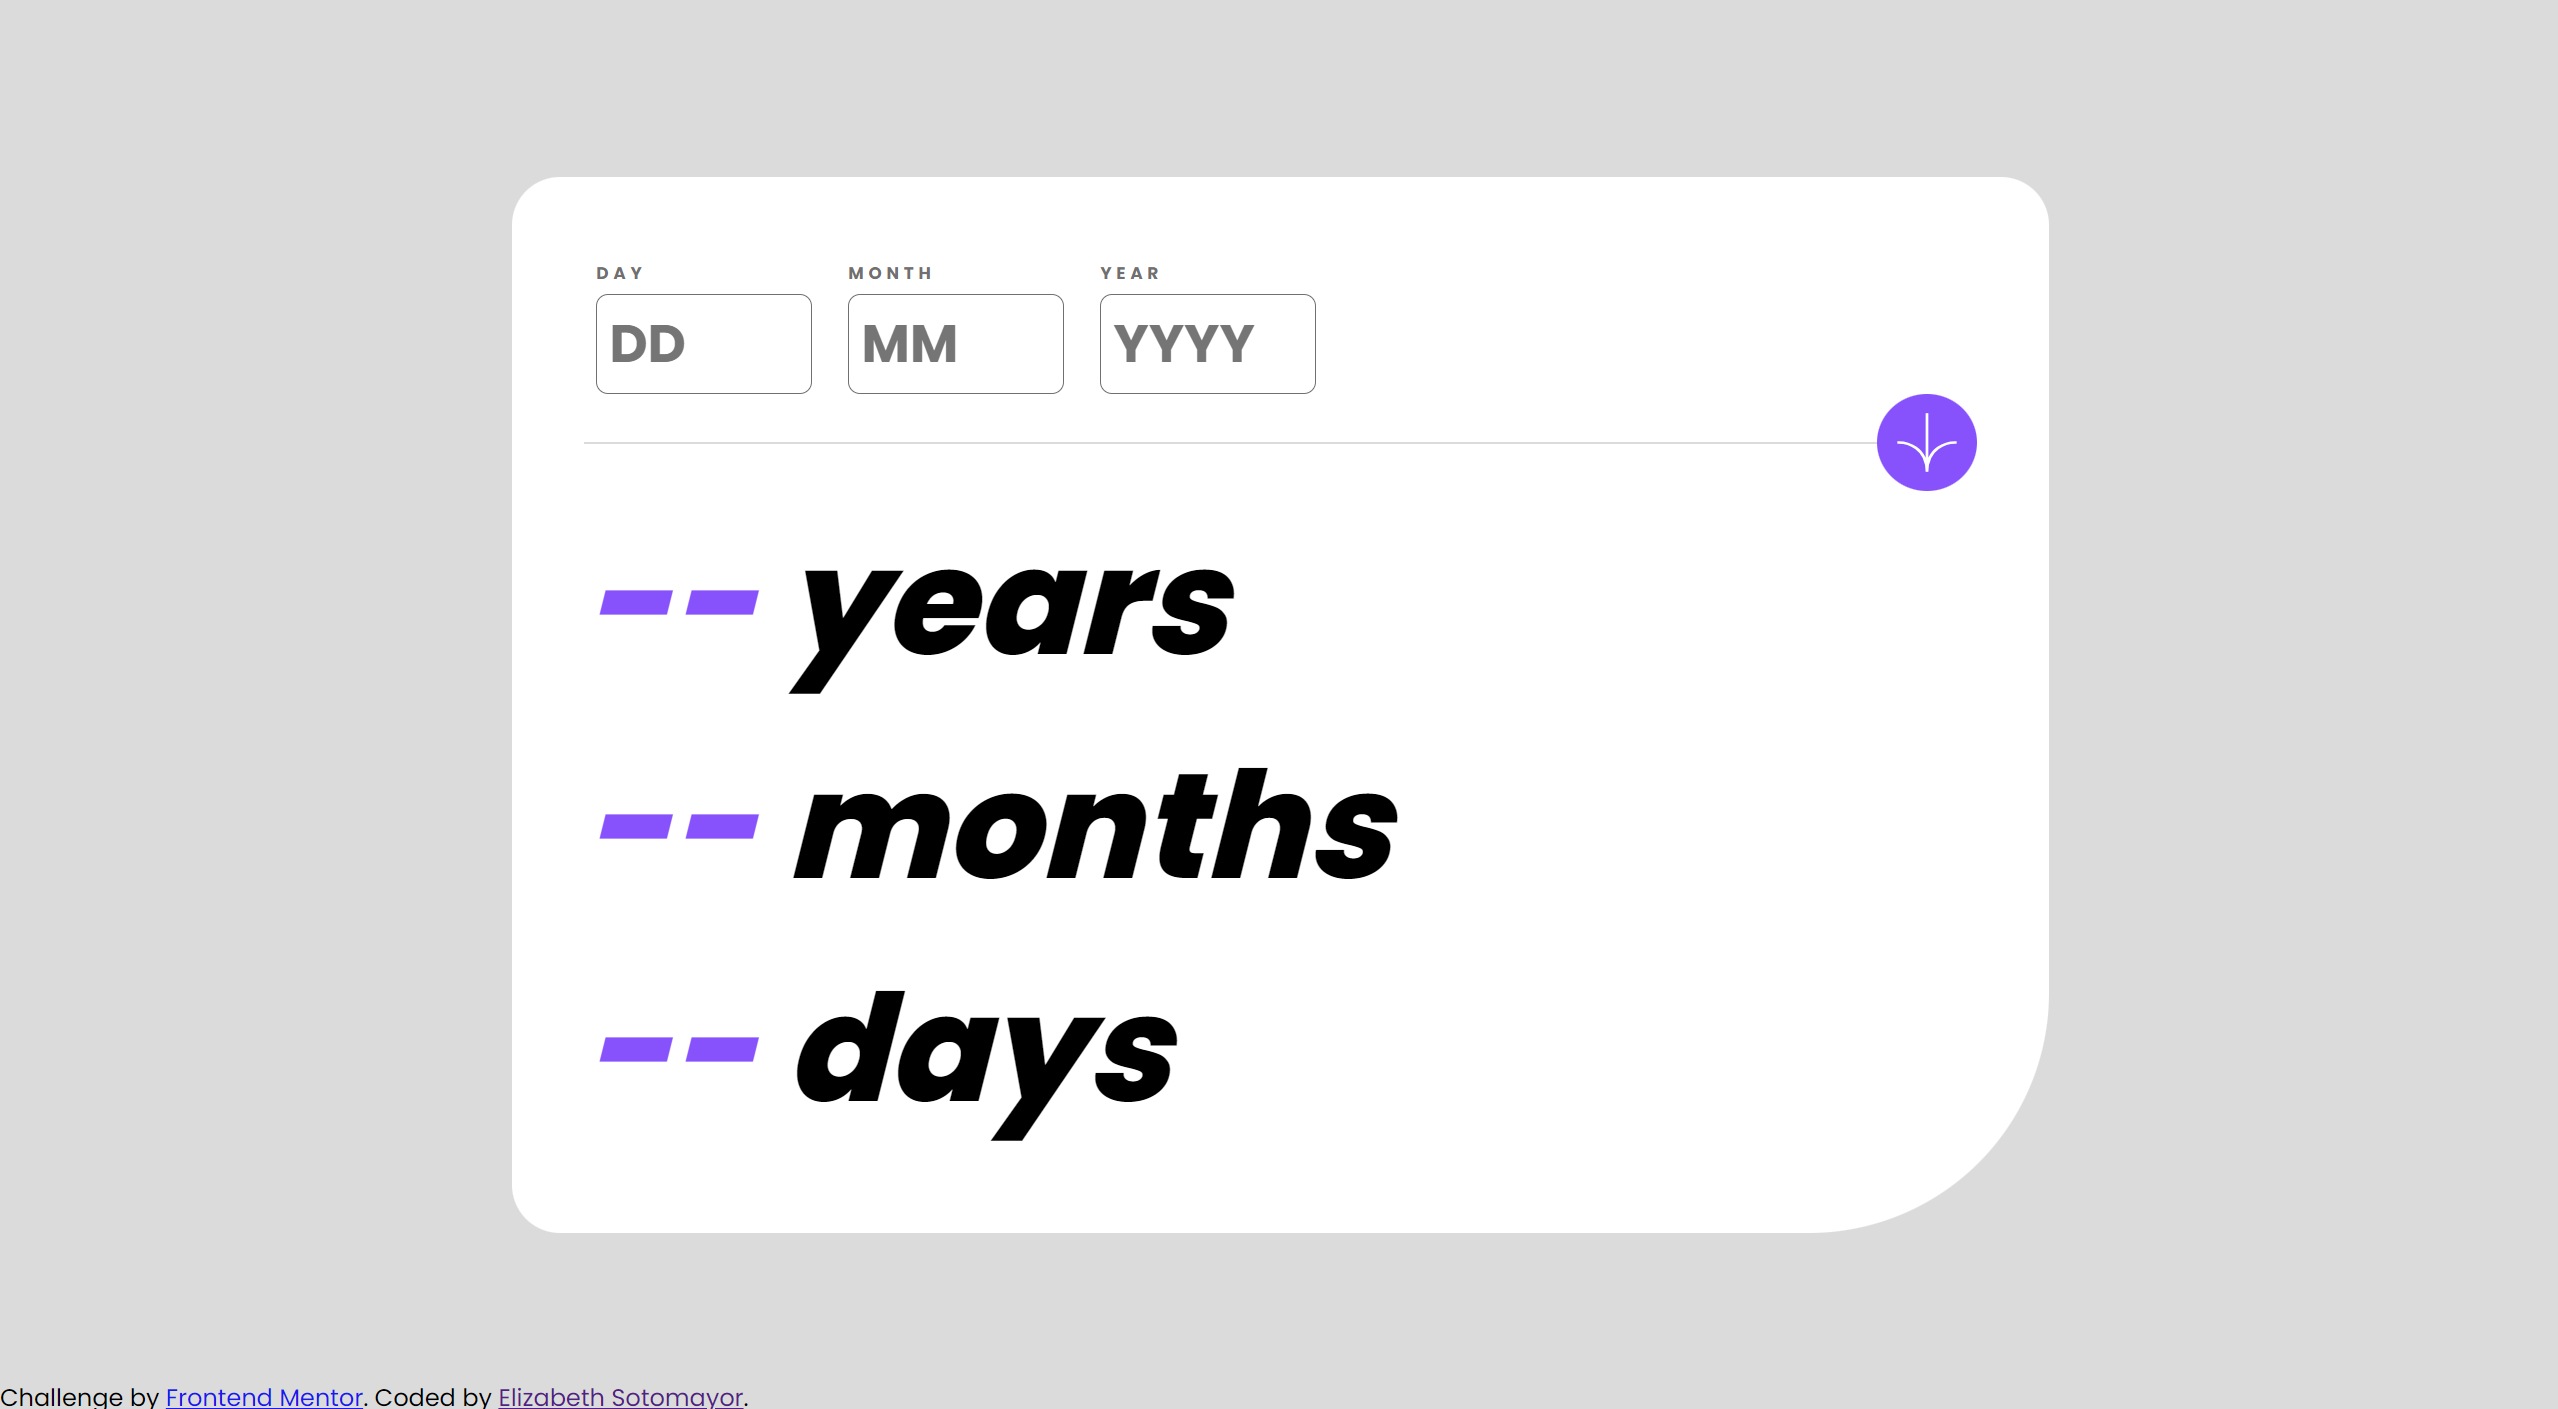 DAY MONTH YEAR
DD MM YYYY
-- years
-- months
-- days
Challenge by Frontend Mentor. Coded by Elizabeth Sotomayor.